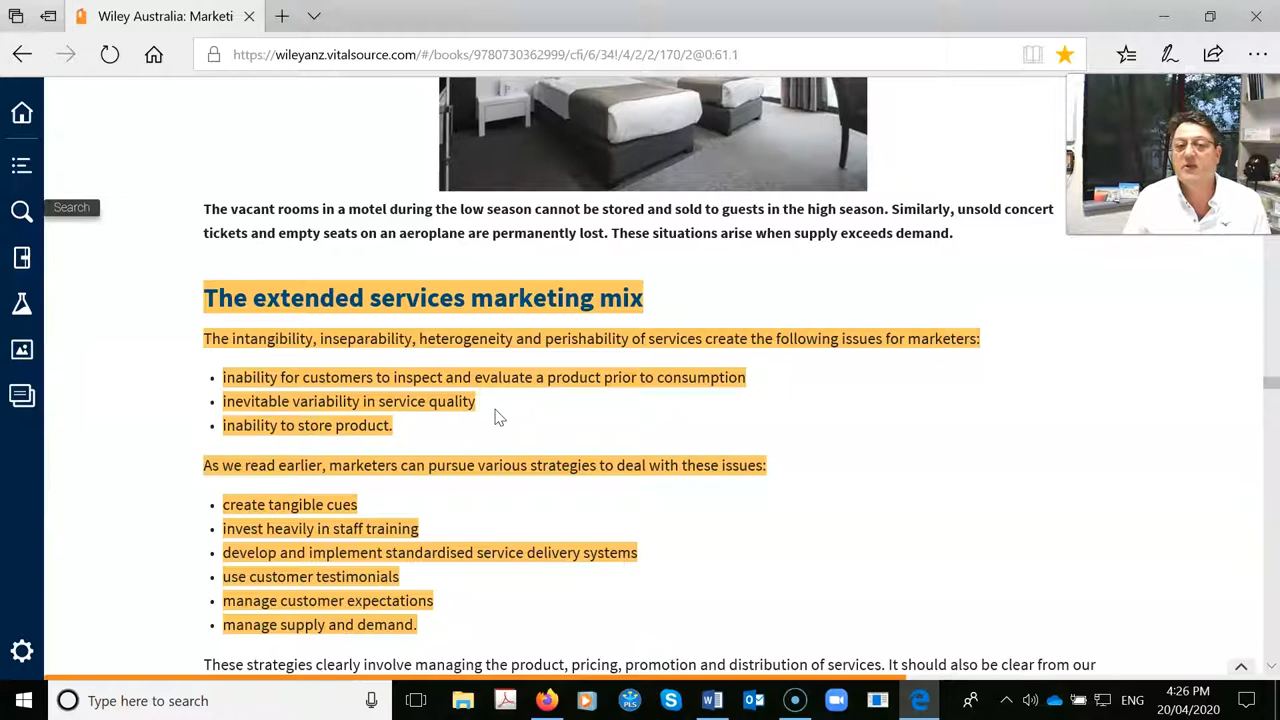 Wiley Australia: Marketi
https://wileyanz.vitalsource.com/#/books/9780730362999/cfi/6/34!/4/2/2/170/2@0:61.1
Search
The vacant rooms in a motel during the low season cannot be stored and sold to guests in the high season. Similarly, unsold concert
tickets and empty seats on an aeroplane are permanently lost. These situations arise when supply exceeds demand.
The extended services marketing mix
The intangibility, inseparability, heterogeneity and perishability of services create the following issues for marketers:
• inability for customers to inspect and evaluate a product prior to consumption
• inevitable variability in service quality
• inability to store product.
As we read earlier, marketers can pursue various strategies to deal with these issues:
• create tangible cues
• invest heavily in staff training
• develop and implement standardised service delivery systems
• use customer testimonials
• manage customer expectations
• manage supply and demand.
These strategies clearly involve managing the product, pricing, promotion and distribution of services. It should also be clear from our
Type here to search
PLS
ENG
4:26 PM
20/04/2020